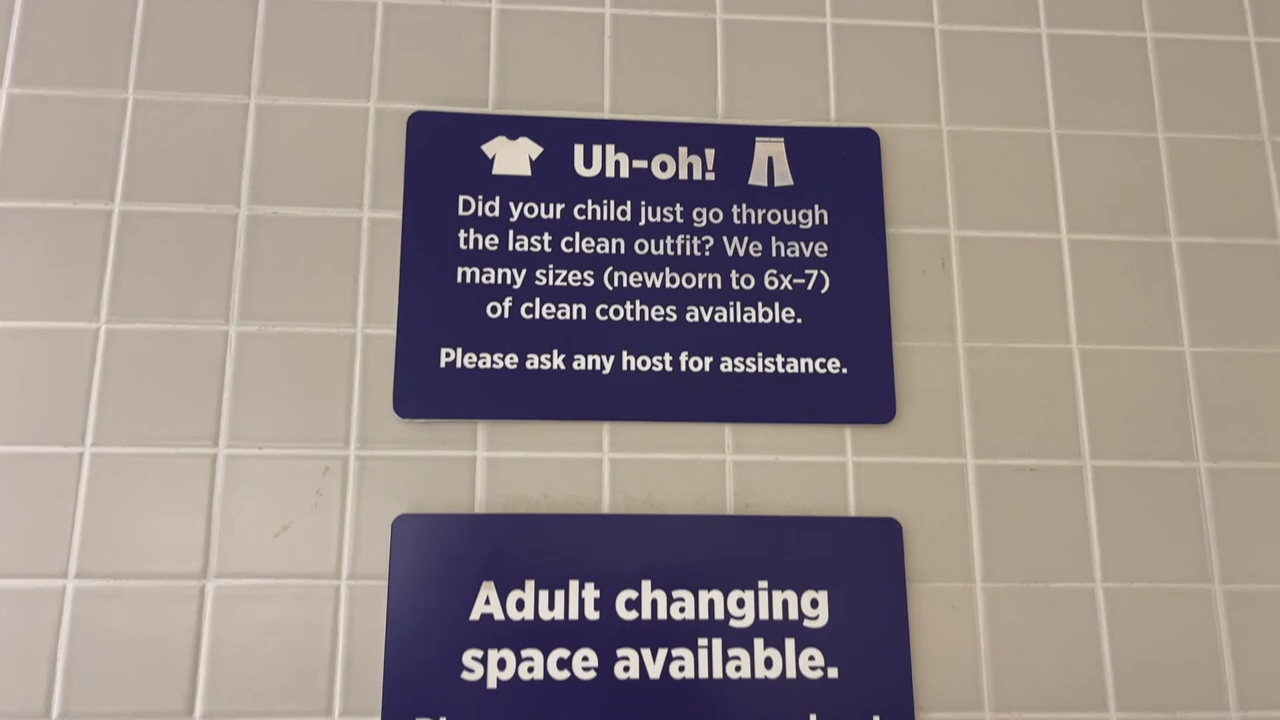 Uh-oh!
Did your child just go through
the last clean outfit? We have
many sizes (newborn to 6x–7)
of clean cothes available.
Please ask any host for assistance.
Adult changing
space available.